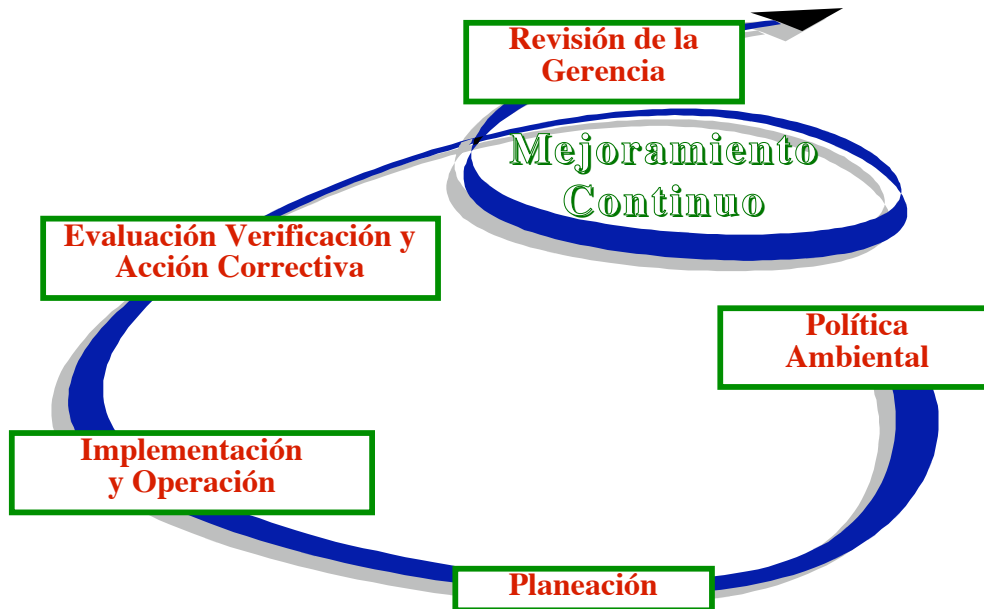 Revisión de la
Gerencia
Mejoramiento
Continuo
Evaluación Verificación y
Acción Correctiva
Política
Ambiental
Implementación
y Operación
Planeación